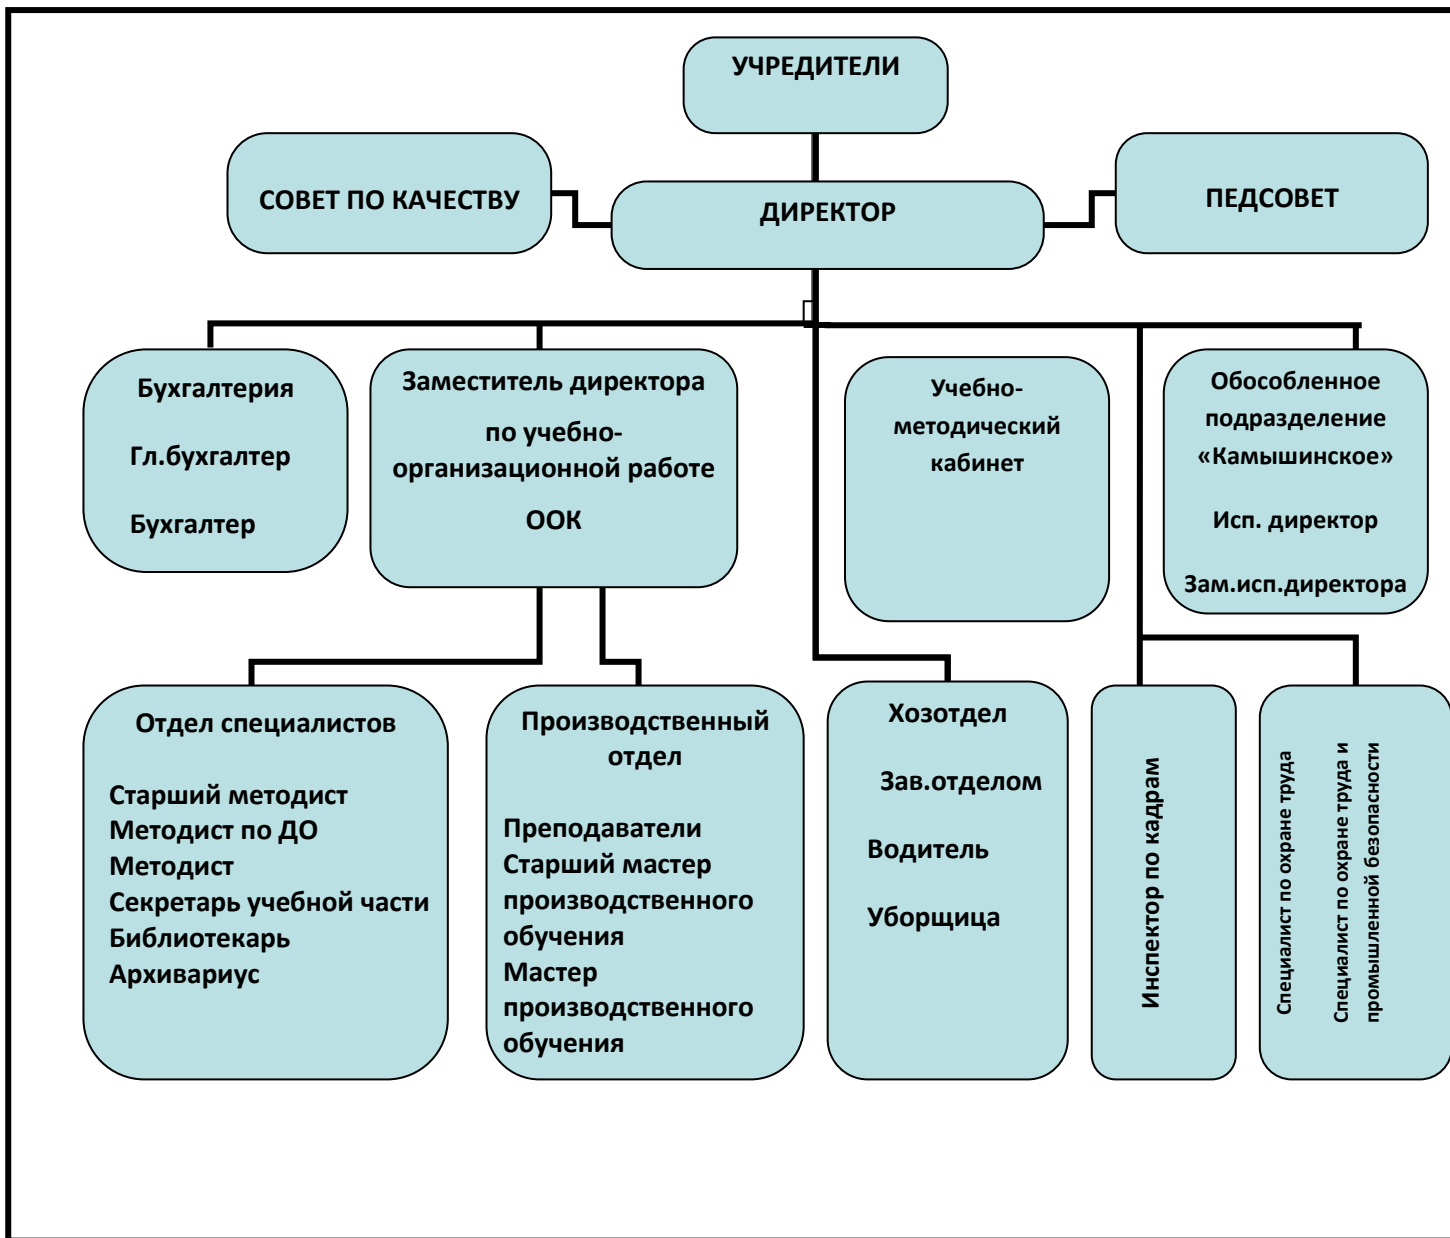 УЧРЕДИТЕЛИ
СОВЕТ ПО КАЧЕСТВУ
ДИРЕКТОР
ПЕДСОВЕТ
Бухгалтерия
Гл.бухгалтер
Бухгалтер
Заместитель директора
по учебно-
организационной работе
ООК
Учебно-
методический
кабинет
Обособленное
подразделение
«Камышинское»
Исп. директор
Зам.исп.директора
Отдел специалистов
Старший методист
Методист по ДО
Методист
Секретарь учебной части
Библиотекарь
Архивариус
Производственный
отдел
Преподаватели
Старший мастер
производственного
обучения
Мастер
производственного
обучения
Хозотдел
Зав.отделом
Водитель
Уборщица
Инспектор по кадрам
Специалист по охране труда
Специалист по охране труда и
промышленной безопасности